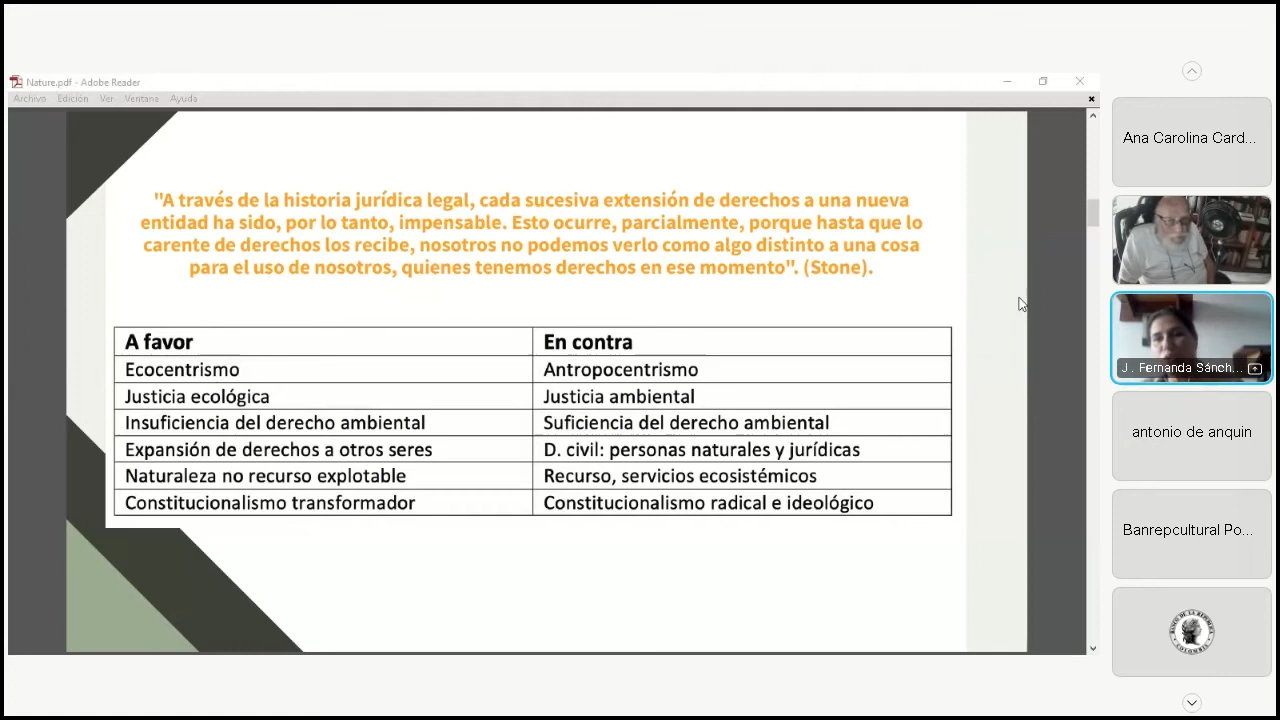 Nature.pdf - Adobe Reader
Archivo Edición Ver Ventana Ayuda
"A través de la historia jurídica legal, cada sucesiva extensión de derechos a una nueva
entidad ha sido, por lo tanto, impensable. Esto ocurre, parcialmente, porque hasta que lo
carente de derechos los recibe, nosotros no podemos verlo como algo distinto a una cosa
para el uso de nosotros, quienes tenemos derechos en ese momento". (Stone).
A favor En contra
Ecocentrismo Antropocentrismo
Justicia ecológica Justicia ambiental
Insuficiencia del derecho ambiental Suficiencia del derecho ambiental
Expansión de derechos a otros seres D. civil: personas naturales y jurídicas
Naturaleza no recurso explotable Recurso, servicios ecosistémicos
Constitucionalismo transformador Constitucionalismo radical e ideológico
Ana Carolina Card...
J . Fernanda Sánch...
antonio de anquin
Banrepcultural Po...
BANCO DE LA REPÚBLICA
COLOMBIA